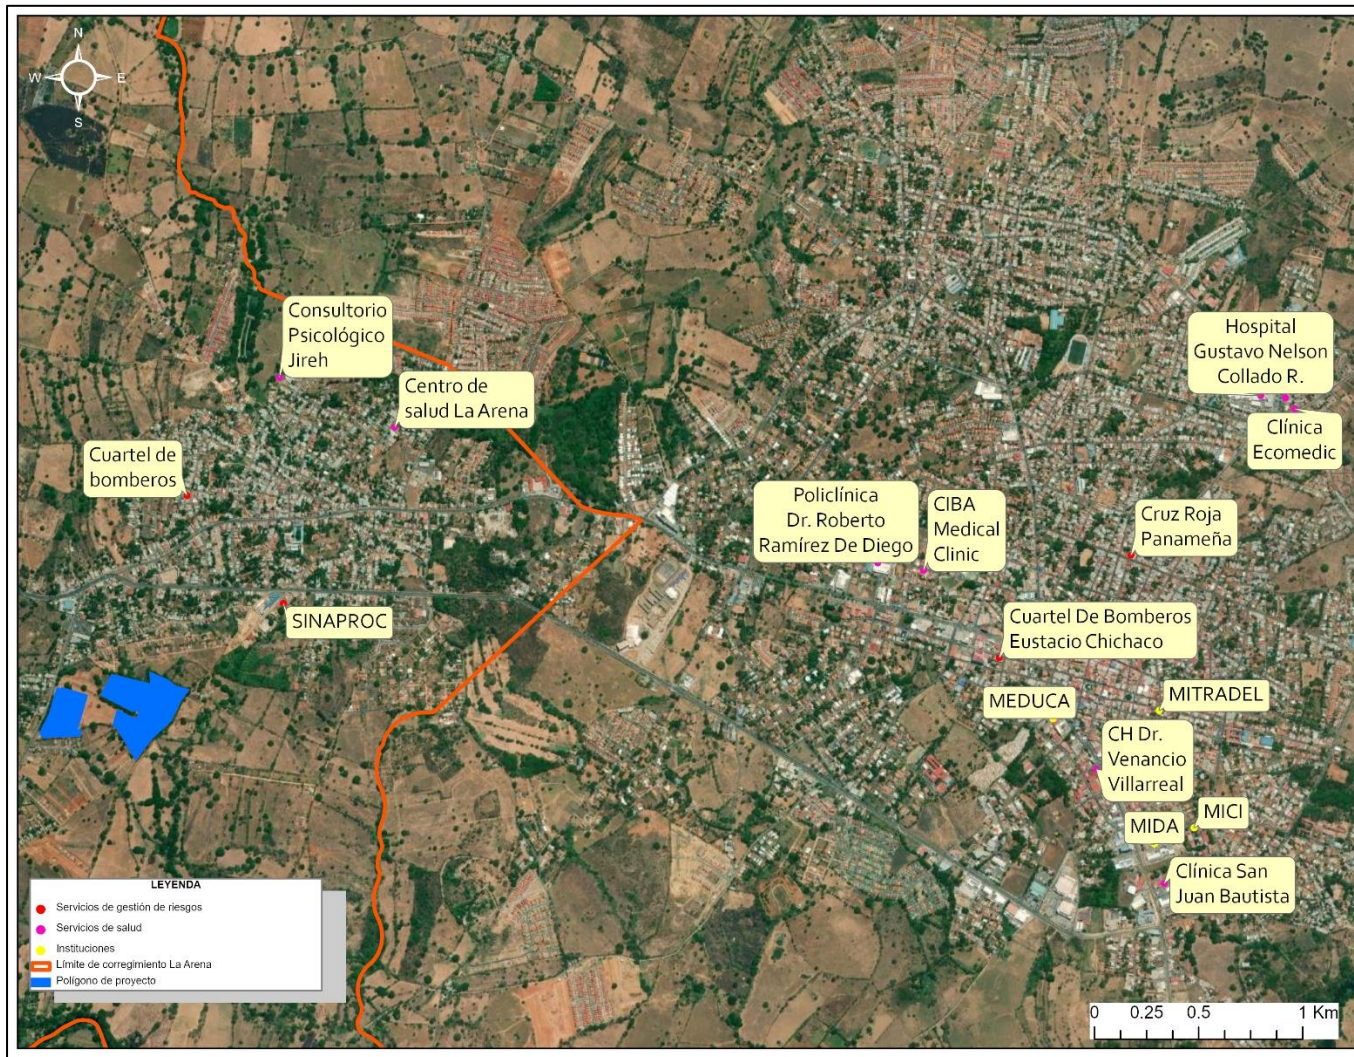 N
W E
S
Consultorio
Psicológico
Jireh
Centro de
salud La Arena
Cuartel de
bomberos
SINAPROC
Hospital
Gustavo Nelson
Collado R.
Clínica
Ecomedic
Policlínica
Dr. Roberto
Ramírez De Diego
CIBA
Medical
Clinic
Cruz Roja
Panameña
Cuartel De Bomberos
Eustacio Chichaco
MEDUCA
MITRADEL
CH Dr.
Venancio
Villarreal
MICI
MIDA
Clínica San
Juan Bautista
LEYENDA
Servicios de gestión de riesgos
Servicios de salud
Instituciones
Límite de corregimiento La Arena
Polígono de proyecto
0 0.25 0.5 1 Km